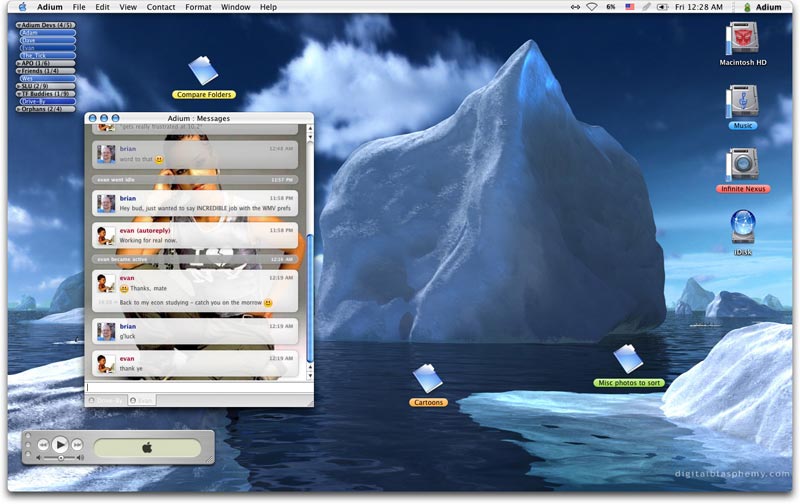 Adium File Edit View Contact Format Window Help
6% Fri 12:28 AM Adium
Adium Devs (4/5)
Adam
Dave
Evan
The_Tick
APO (1/6)
Friends (1/4)
Wes
SLIJ (2/9)
TF Buddies (1/9)
Drive-By
Orphans (2/4)
Compare Folders
Macintosh HD
Music
Infinite Nexus
iDisk
Adium : Messages
*gets really frustrated at 10.2*
brian 12:48 AM
word to that
evan went idle 11:57 PM
brian 11:58 PM
Hey bud, just wanted to say INCREDIBLE job with the WMV prefs
evan (autoreply) 11:58 PM
Working for real now.
evan became active 12:16 AM
evan 12:19 AM
Thanks, mate
Back to my econ studying – catch you on the morrow
brian 12:19 AM
g'luck
evan 12:19 AM
thank ye
Drive-By Evan
Cartoons
Misc photos to sort
digitalblasphemy.com